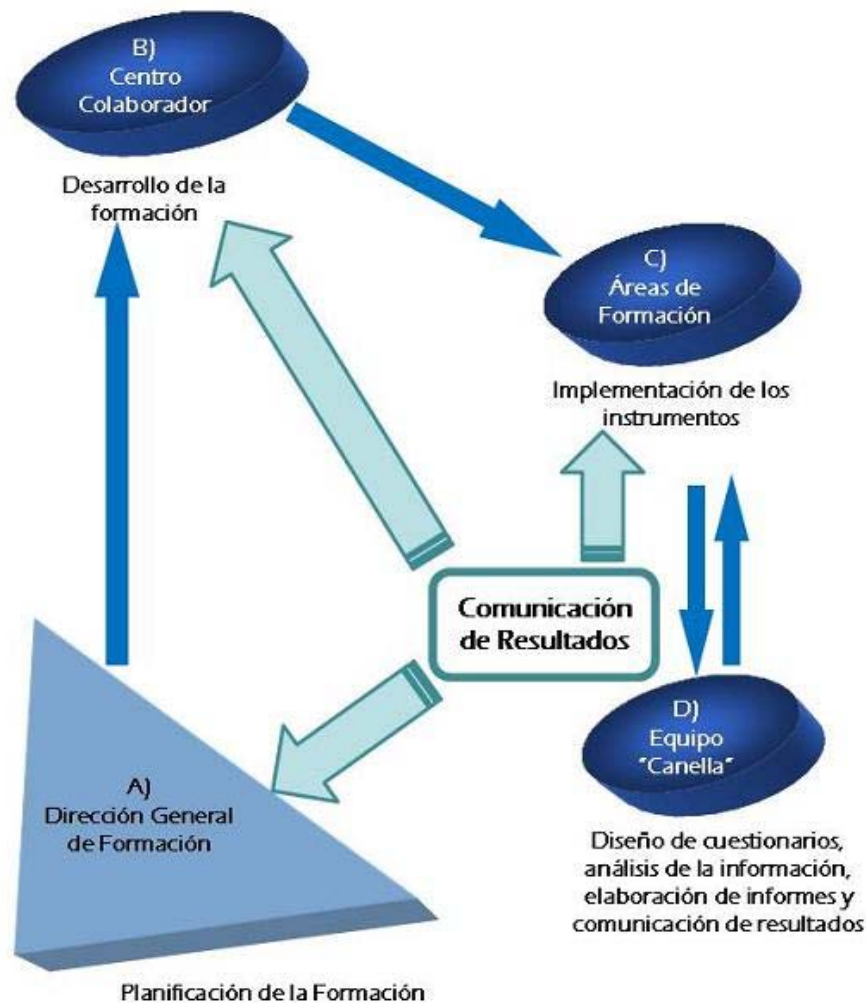 B)
Centro
Colaborador
Desarrollo de la
formación
C)
Áreas de
Formación
Implementación de los
instrumentos
Comunicación
de Resultados
A)
Dirección General
de Formación
D)
Equipo
"Canella"
Diseño de cuestionarios,
análisis de la información,
elaboración de informes y
comunicación de resultados
Planificación de la Formación